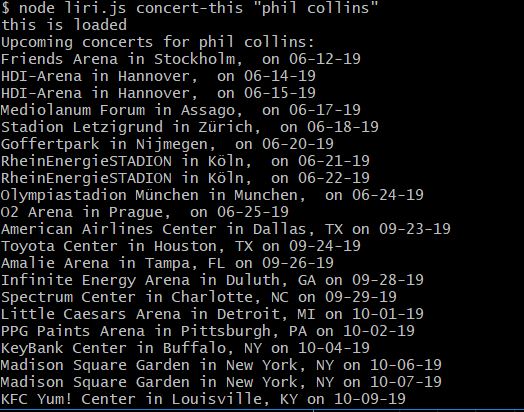 $ node liri.js concert-this "phil collins"
this is loaded
Upcoming concerts for phil collins:
Friends Arena in Stockholm,  on 06-12-19
HDI-Arena in Hannover,  on 06-14-19
HDI-Arena in Hannover,  on 06-15-19
Mediolanum Forum in Assago,  on 06-17-19
Stadion Letzigrund in Zürich,  on 06-18-19
Goffertpark in Nijmegen,  on 06-20-19
RheinEnergieSTADION in Köln,  on 06-21-19
RheinEnergieSTADION in Köln,  on 06-22-19
Olympiastadion München in Munchen,  on 06-24-19
O2 Arena in Prague,  on 06-25-19
American Airlines Center in Dallas, TX on 09-23-19
Toyota Center in Houston, TX on 09-24-19
Amalie Arena in Tampa, FL on 09-26-19
Infinite Energy Arena in Duluth, GA on 09-28-19
Spectrum Center in Charlotte, NC on 09-29-19
Little Caesars Arena in Detroit, MI on 10-01-19
PPG Paints Arena in Pittsburgh, PA on 10-02-19
KeyBank Center in Buffalo, NY on 10-04-19
Madison Square Garden in New York, NY on 10-06-19
Madison Square Garden in New York, NY on 10-07-19
KFC Yum! Center in Louisville, KY on 10-09-19